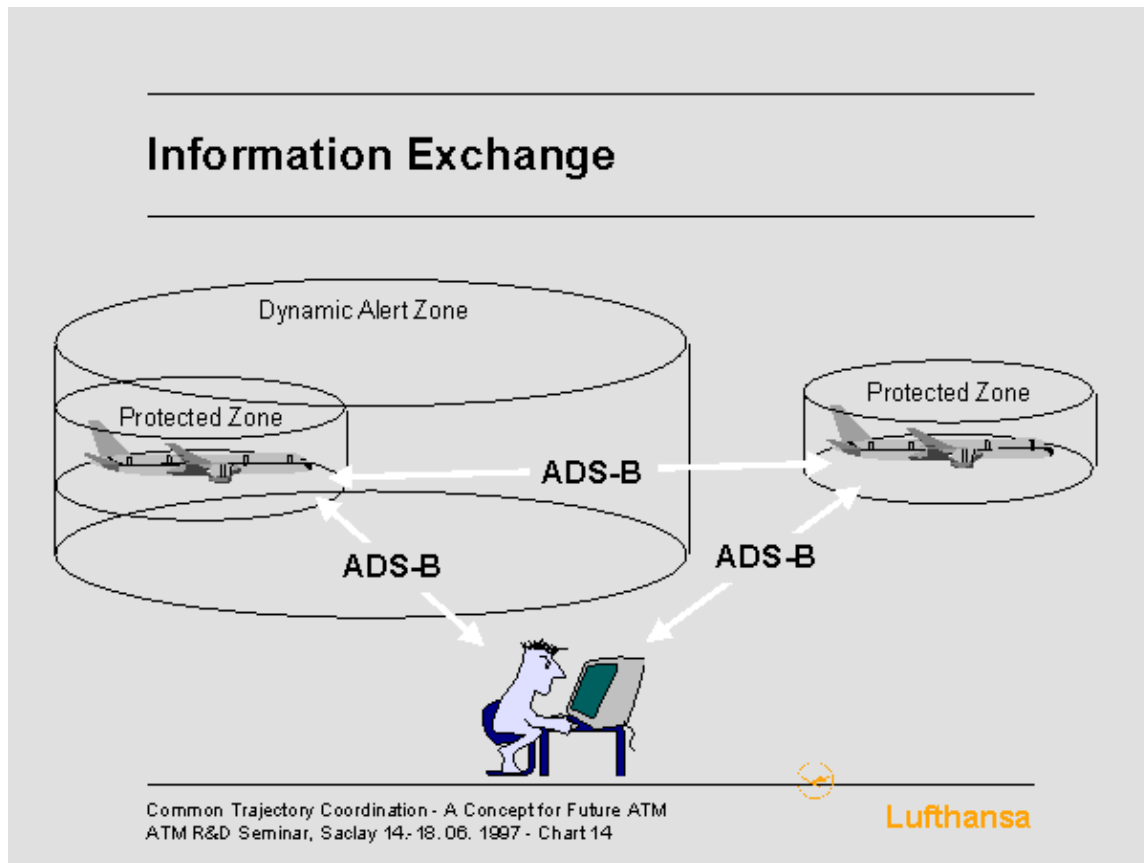 Information Exchange
Dynamic Alert Zone
Protected Zone
Protected Zone
ADS-B
ADS-B
ADS-B
Common Trajectory Coordination - A Concept for Future ATM
ATM R&D Seminar, Saclay 14.-18. 06. 1997 - Chart 14
Lufthansa